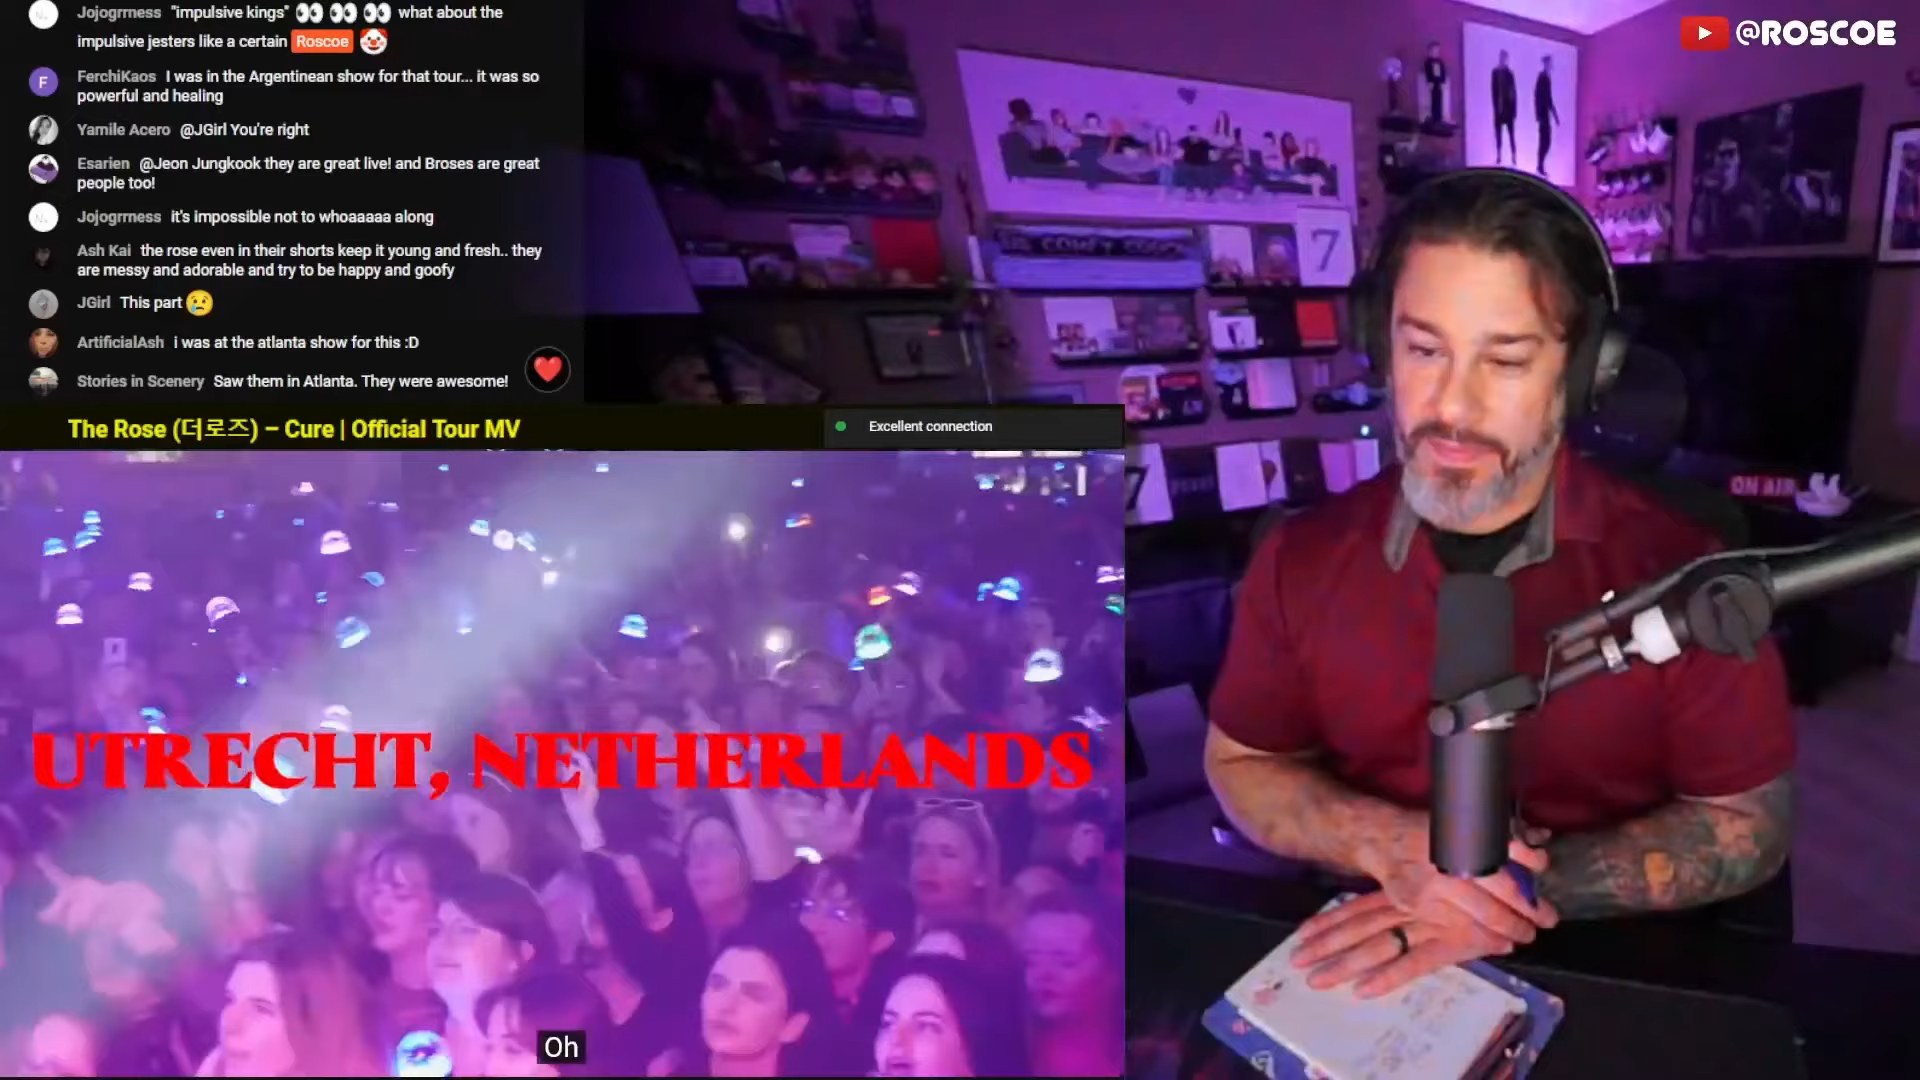 Jojogrrness "impulsive kings" 👀 👀 👀 what about the
impulsive jesters like a certain Roscoe 🤡
FerchiKaos I was in the Argentinean show for that tour... it was so
powerful and healing
Yamile Acero @JGirl You're right
Esarien @Jeon Jungkook they are great live! and Broses are great
people too!
Jojogrrness it's impossible not to whoaaaaa along
Ash Kai the rose even in their shorts keep it young and fresh.. they
are messy and adorable and try to be happy and goofy
JGirl This part 😢
ArtificialAsh i was at the atlanta show for this :D
Stories in Scenery Saw them in Atlanta. They were awesome!
The Rose (더로즈) – Cure | Official Tour MV
Excellent connection
UTRECHT, NETHERLANDS
Oh
@ROSCOE
7
ON AIR
7
F